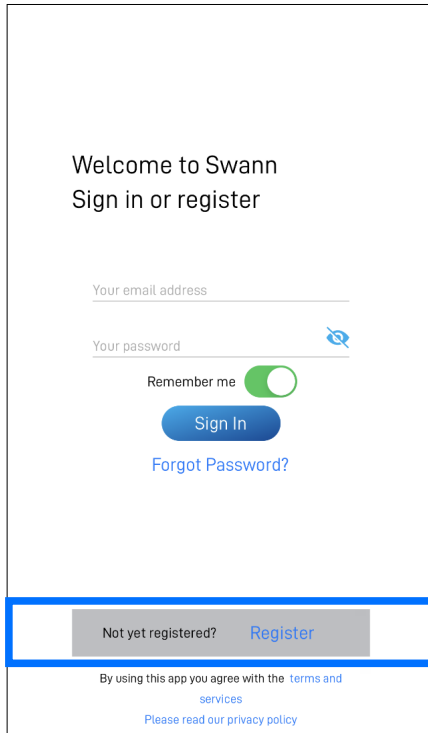 Welcome to Swann
Sign in or register
Your email address
Your password
Remember me
Sign In
Forgot Password?
Not yet registered? Register
By using this app you agree with the terms and
services
Please read our privacy policy